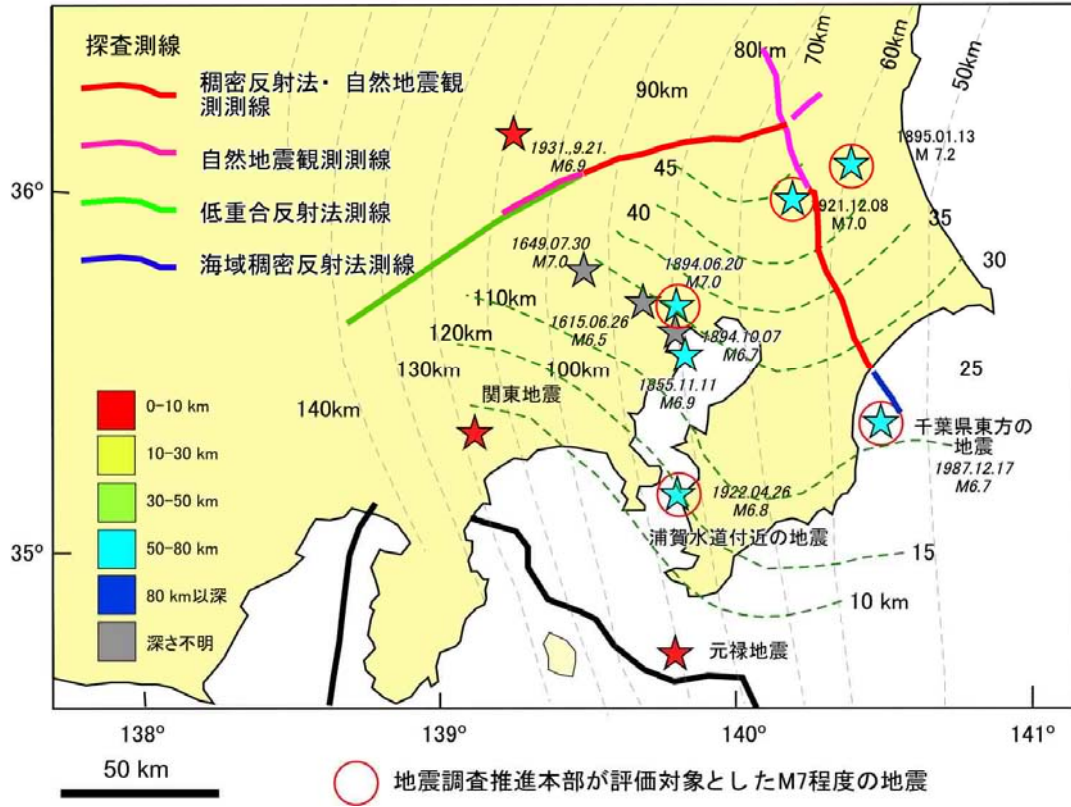 探査測線
稠密反射法・ 自然地震観
測測線
自然地震観測測線
低重合反射法測線
海域稠密反射法測線
80km
70km
60km
50km
90km
1931.,9.21.
M6.9
1895.01.13
M 7.2
36º
45
1921.12.08
M7.0
40
35
1649.07.30
M7.0
1894.06.20
M7.0
30
110km
1615.06.26
M6,5
1894.10.07
M6.7
120km
130km
100km
1855.11.11
M6.9
25
140km
関東地震
千葉県東方の
地震
1987.12.17
M6.7
0-10 km
10-30 km
30-50 km
50-80 km
80 km以深
深さ不明
1922.04.26
M6.8
浦賀水道付近の地震
35º
15
10 km
元禄地震
138º
139º
140º
141º
50 km
地震調査推進本部が評価対象としたM7程度の地震